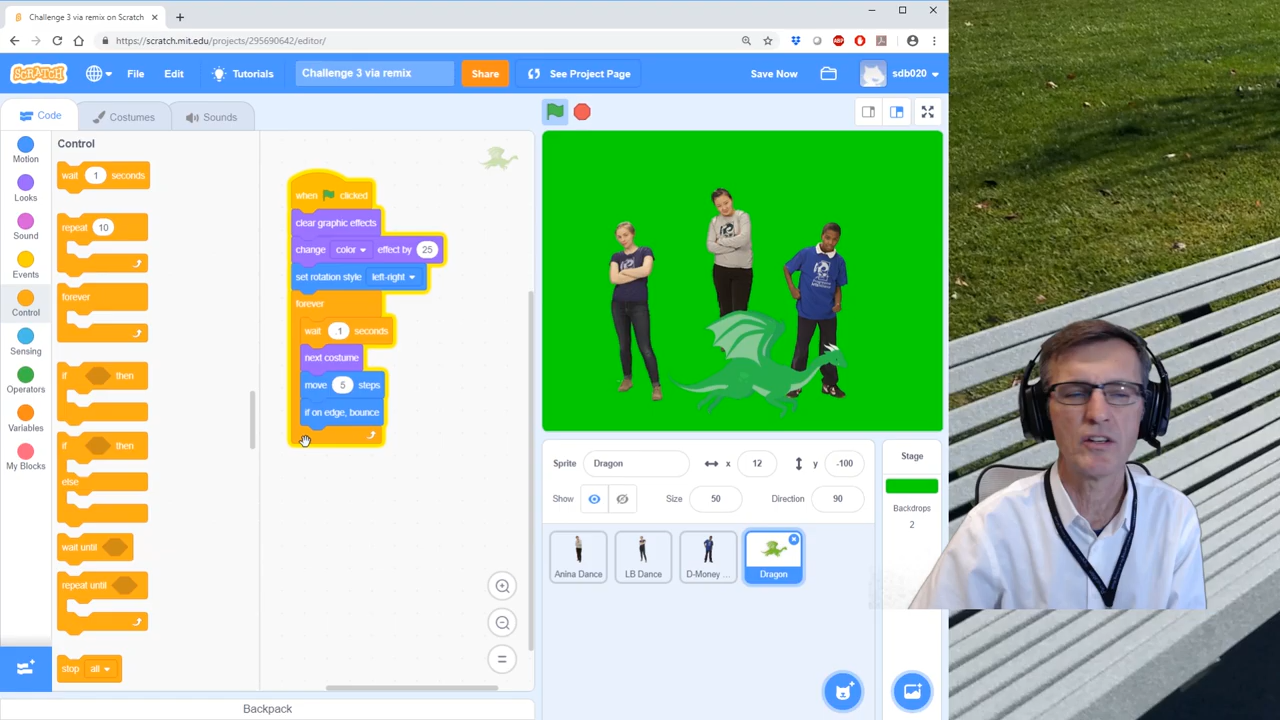 Challenge 3 via remix on Scratch
https://scratch.mit.edu/projects/295690642/editor/
SCRATCH
File
Edit
Tutorials
Challenge 3 via remix
Share
See Project Page
Save Now
sdb020
Code
Costumes
Sounds
Motion
Looks
Sound
Events
Control
Sensing
Operators
Variables
My Blocks
Control
wait 1 seconds
repeat 10
forever
if then
if then
else
wait until
repeat until
stop all
when clicked
clear graphic effects
change color effect by 25
set rotation style left-right
forever
wait .1 seconds
next costume
move 5 steps
if on edge, bounce
Backpack
Sprite Dragon x 12 y -100
Show Size 50 Direction 90
Anina Dance
LB Dance
D-Money ...
Dragon
Stage
Backdrops
2